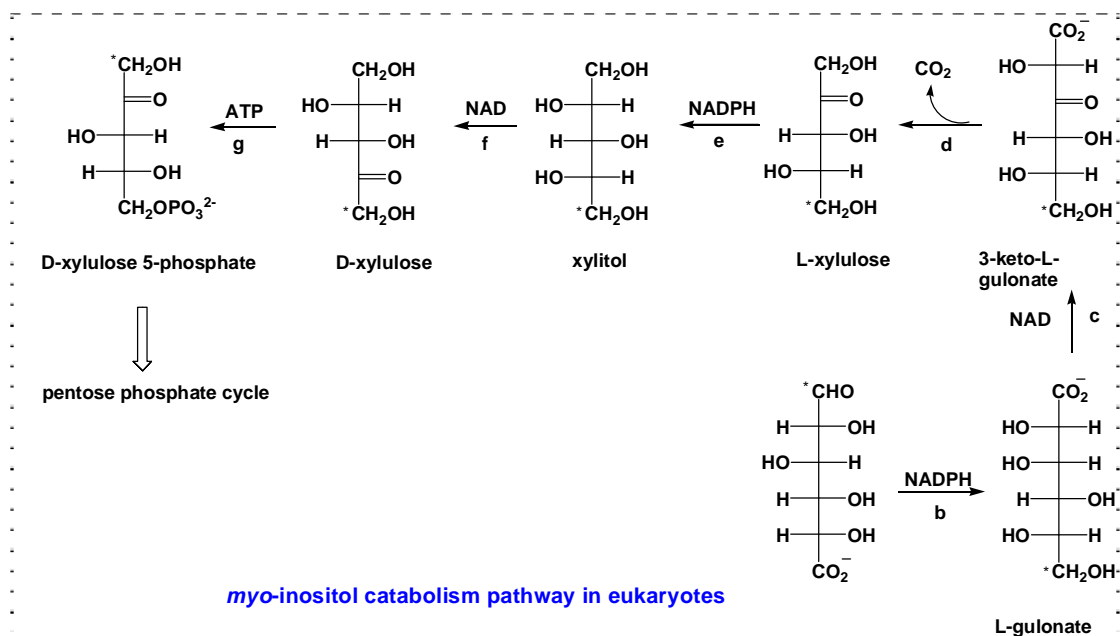 *CH2OH
O
HO H
H OH
CH2OPO3^2-
D-xylulose 5-phosphate
ATP
g
CH2OH
HO H
H OH
O
*CH2OH
D-xylulose
NAD
f
CH2OH
HO H
H OH
HO H
*CH2OH
xylitol
NADPH
e
CH2OH
O
H OH
HO H
*CH2OH
L-xylulose
CO2
d
CO2^-
HO H
O
H OH
HO H
*CH2OH
3-keto-L-
gulonate
NAD
c
pentose phosphate cycle
*CHO
H OH
HO H
H OH
H OH
CO2^-
NADPH
b
CO2^-
HO H
HO H
H OH
HO H
*CH2OH
L-gulonate
myo-inositol catabolism pathway in eukaryotes